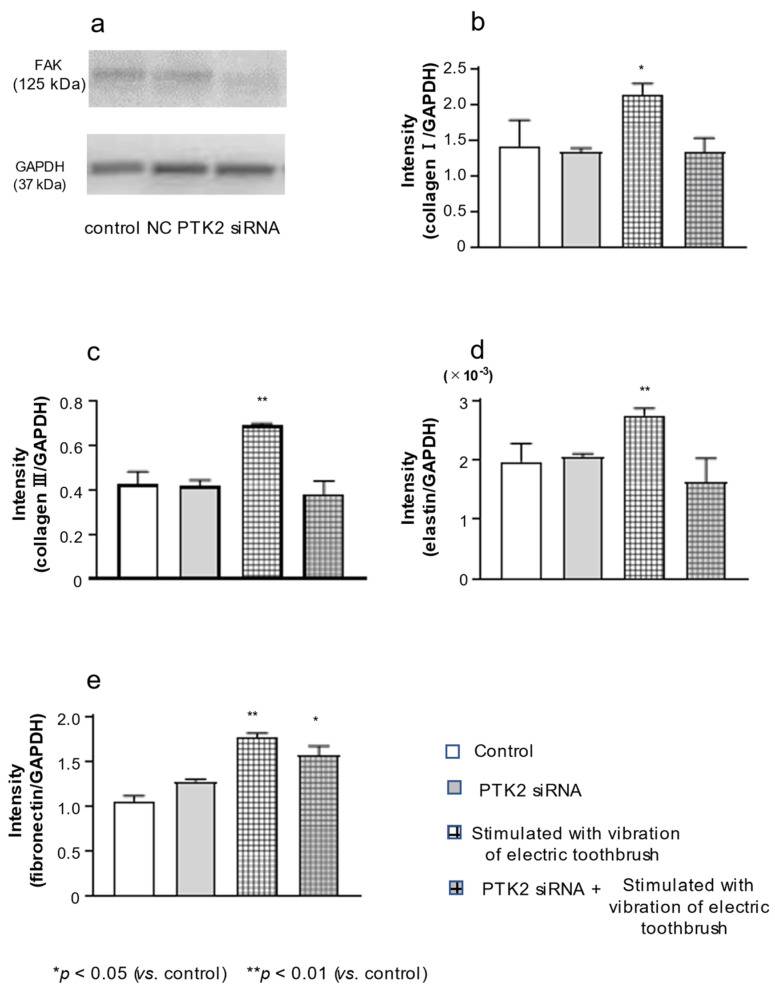 a
FAK
(125 kDa)
GAPDH
(37 kDa)
control NC PTK2 siRNA
b
Intensity
(collagen Ⅰ/GAPDH)
2.5
2.0
1.5
1.0
0.5
0
*
c
Intensity
(collagen Ⅲ/GAPDH)
0.8
0.6
0.4
0.2
0
**
d
(×10-3)
Intensity
(elastin/GAPDH)
3
2
1
0
**
e
Intensity
(fibronectin/GAPDH)
2.0
1.5
1.0
0.5
0
**
*
Control
PTK2 siRNA
Stimulated with vibration
of electric toothbrush
PTK2 siRNA + Stimulated with
vibration of electric
toothbrush
*p < 0.05 (vs. control) **p < 0.01 (vs. control)